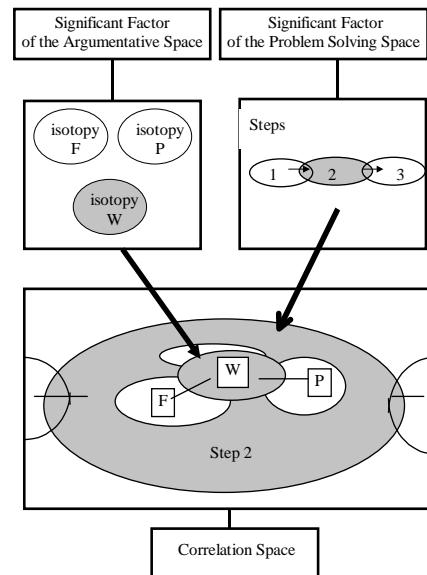 Significant Factor
of the Argumentative Space
Significant Factor
of the Problem Solving Space
isotopy
F
isotopy
P
isotopy
W
Steps
1
2
3
W
F
P
Step 2
Correlation Space